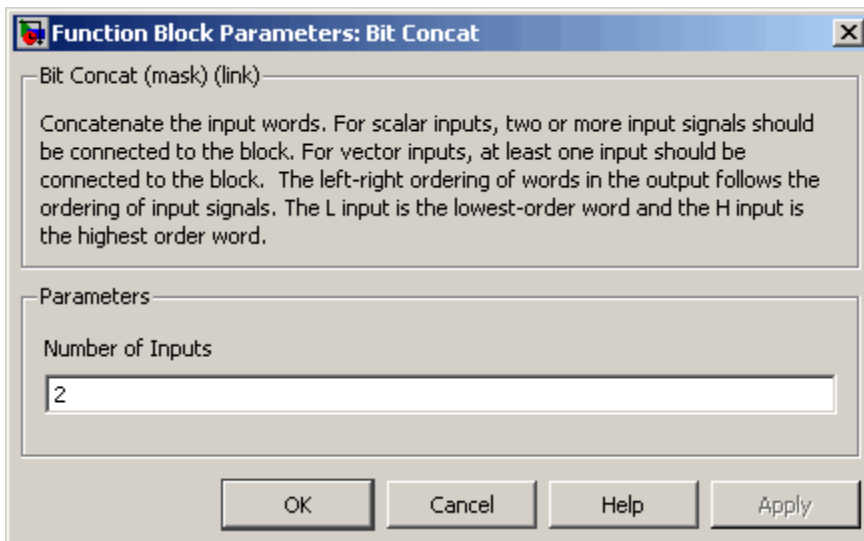 Function Block Parameters: Bit Concat
Bit Concat (mask) (link)
Concatenate the input words. For scalar inputs, two or more input signals should
be connected to the block. For vector inputs, at least one input should be
connected to the block.  The left-right ordering of words in the output follows the
ordering of input signals. The L input is the lowest-order word and the H input is
the highest order word.
Parameters
Number of Inputs
2
OK Cancel Help Apply